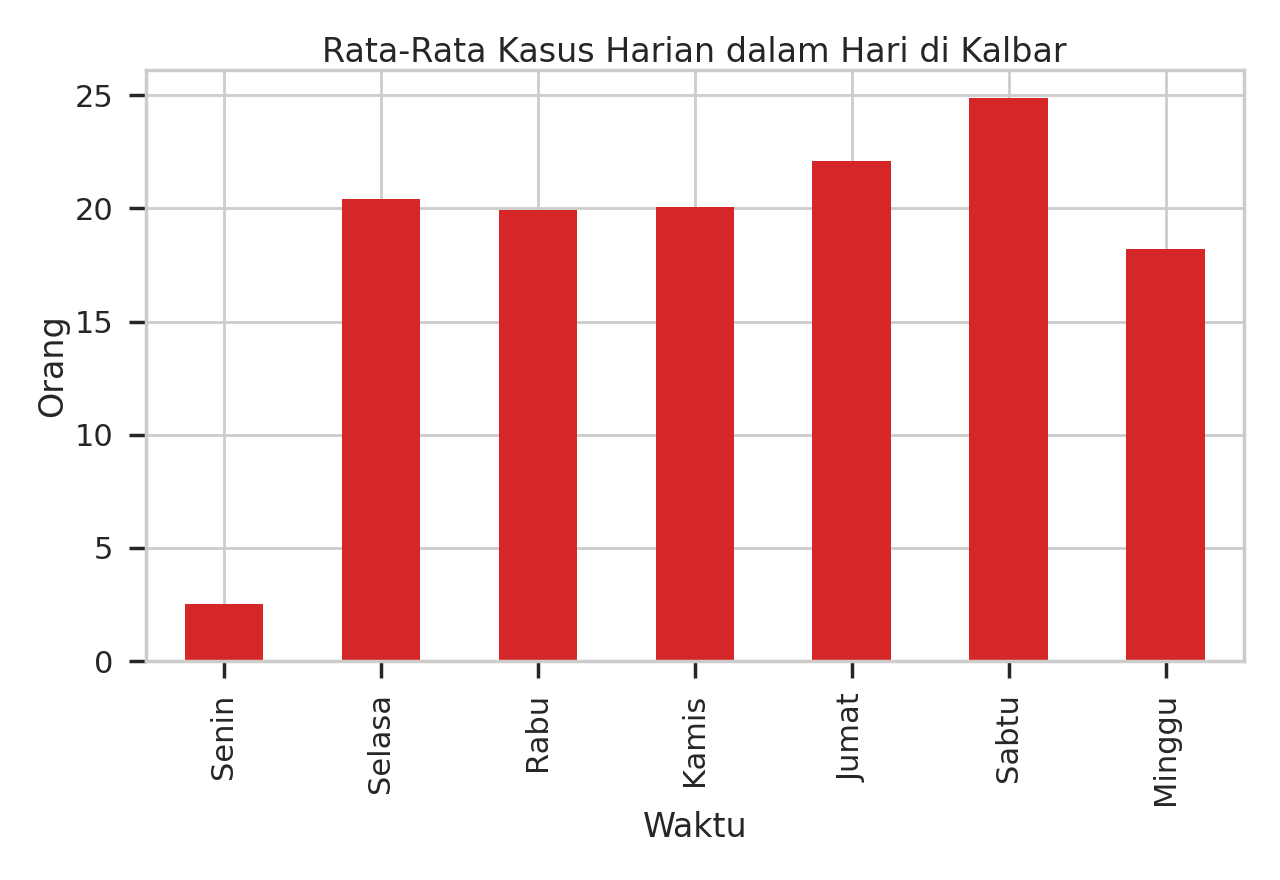 Rata-Rata Kasus Harian dalam Hari di Kalbar
Orang
25
20
15
10
5
0
Senin
Selasa
Rabu
Kamis
Jumat
Sabtu
Minggu
Waktu